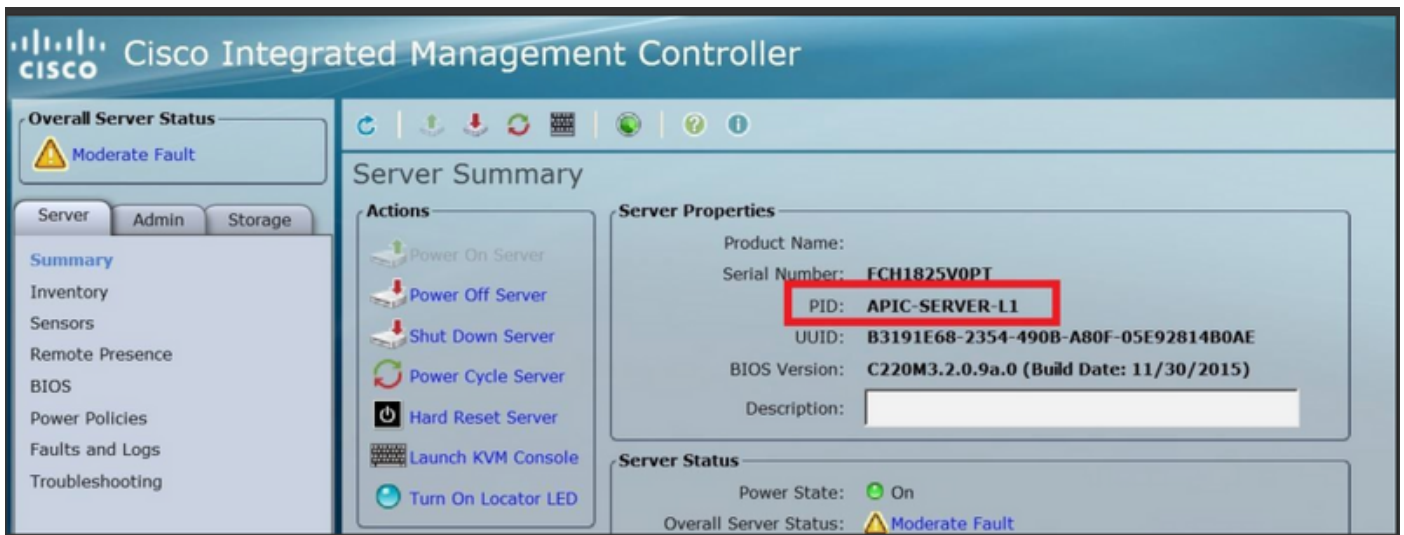 CISCO Cisco Integrated Management Controller
Overall Server Status
Moderate Fault
Server Admin Storage
Summary
Inventory
Sensors
Remote Presence
BIOS
Power Policies
Faults and Logs
Troubleshooting
Server Summary
Actions
Power On Server
Power Off Server
Shut Down Server
Power Cycle Server
Hard Reset Server
Launch KVM Console
Turn On Locator LED
Server Properties
Product Name:
Serial Number: FCH1825V0PT
PID: APIC-SERVER-L1
UUID: B3191E68-2354-490B-A80F-05E92814B0AE
BIOS Version: C220M3.2.0.9a.0 (Build Date: 11/30/2015)
Description:
Server Status
Power State: On
Overall Server Status: Moderate Fault